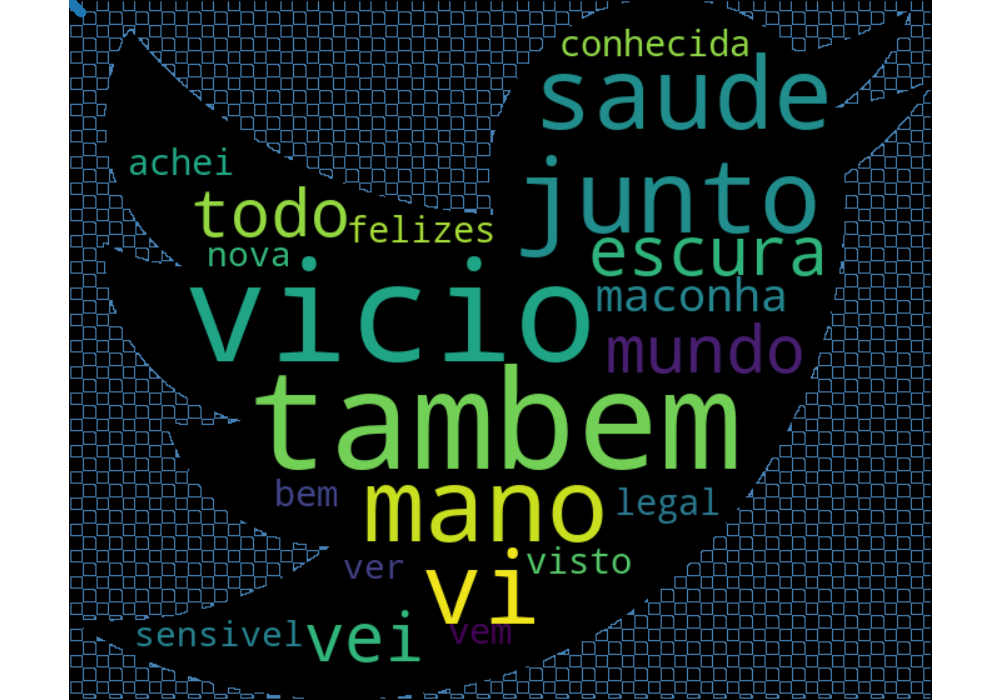 conhecida
saude
achei
junto
todo felizes
nova escura
vicio maconha
mundo
tambem
bem mano legal
ver vi visto
sensivel vei vem